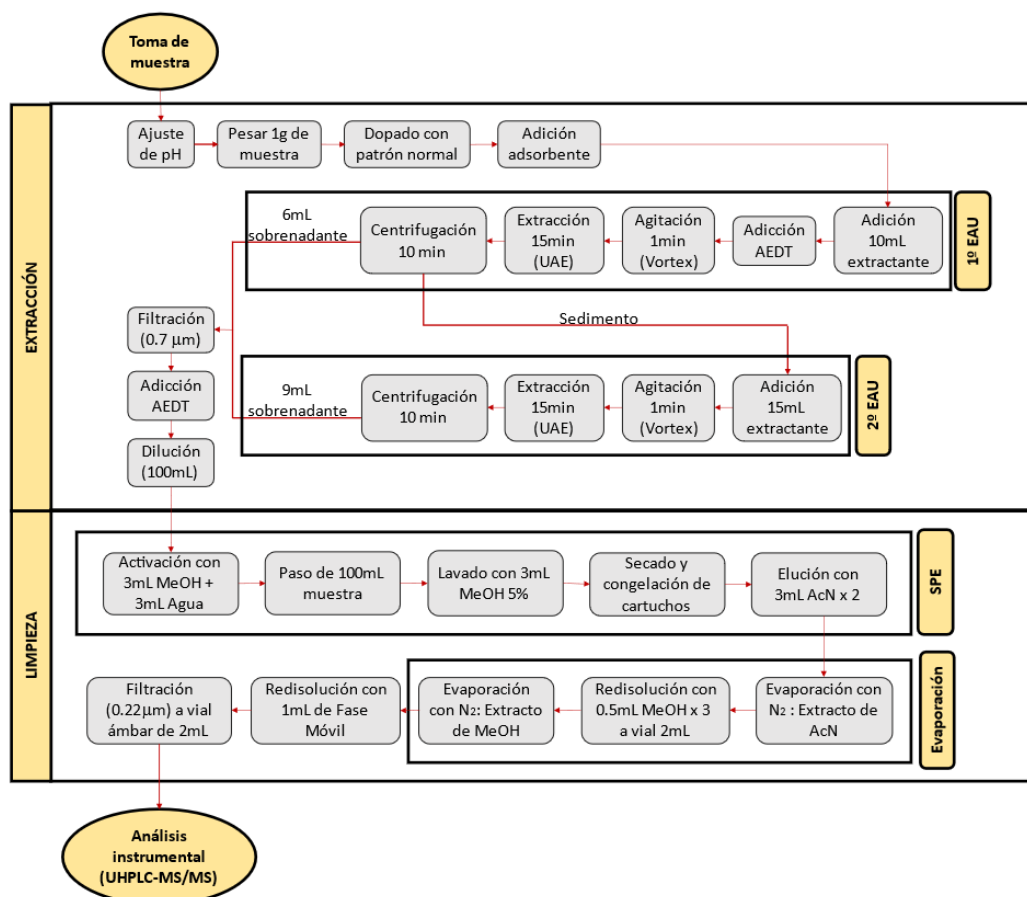 Toma de
muestra
EXTRACCIÓN
Ajuste
de pH
Pesar 1g de
muestra
Dopado con
patrón normal
Adición
adsorbente
1º EAU
Adición
10mL
extractante
Adicción
AEDT
Agitación
1min
(Vortex)
Extracción
15min
(UAE)
Centrifugación
10 min
6mL
sobrenadante
Sedimento
2º EAU
Adición
15mL
extractante
Agitación
1min
(Vortex)
Extracción
15min
(UAE)
Centrifugación
10 min
9mL
sobrenadante
Filtración
(0.7 µm)
Adicción
AEDT
Dilución
(100mL)
LIMPIEZA
Activación con
3mL MeOH +
3mL Agua
Paso de 100mL
muestra
Lavado con 3mL
MeOH 5%
Secado y
congelación de
cartuchos
Elución con
3mL AcN x 2
SPE
Evaporación
Evaporación con
N₂ : Extracto de
AcN
Redisolución con
0.5mL MeOH x 3
a vial 2mL
Evaporación
con N₂: Extracto
de MeOH
Redisolución con
1mL de Fase
Móvil
Filtración
(0.22µm) a vial
ámbar de 2mL
Análisis
instrumental
(UHPLC-MS/MS)